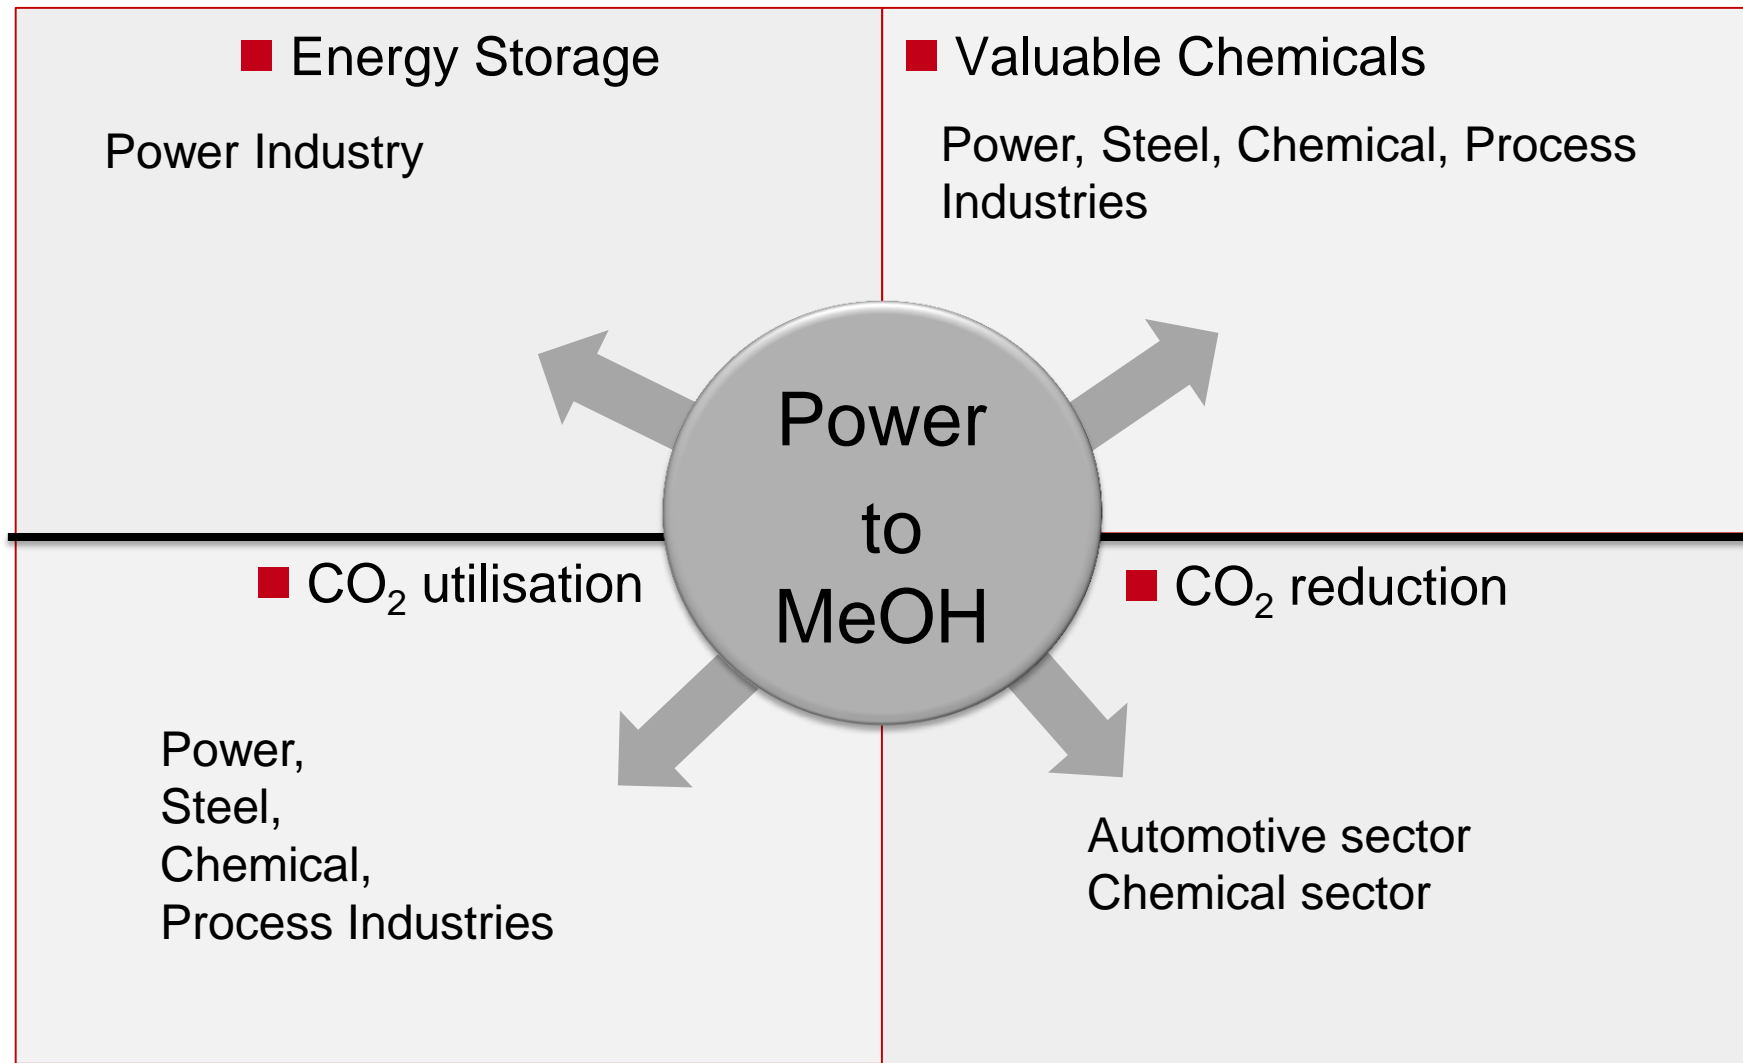 ■ Energy Storage
Power Industry
■ Valuable Chemicals
Power, Steel, Chemical, Process
Industries
Power
to
MeOH
■ CO₂ utilisation
Power,
Steel,
Chemical,
Process Industries
■ CO₂ reduction
Automotive sector
Chemical sector